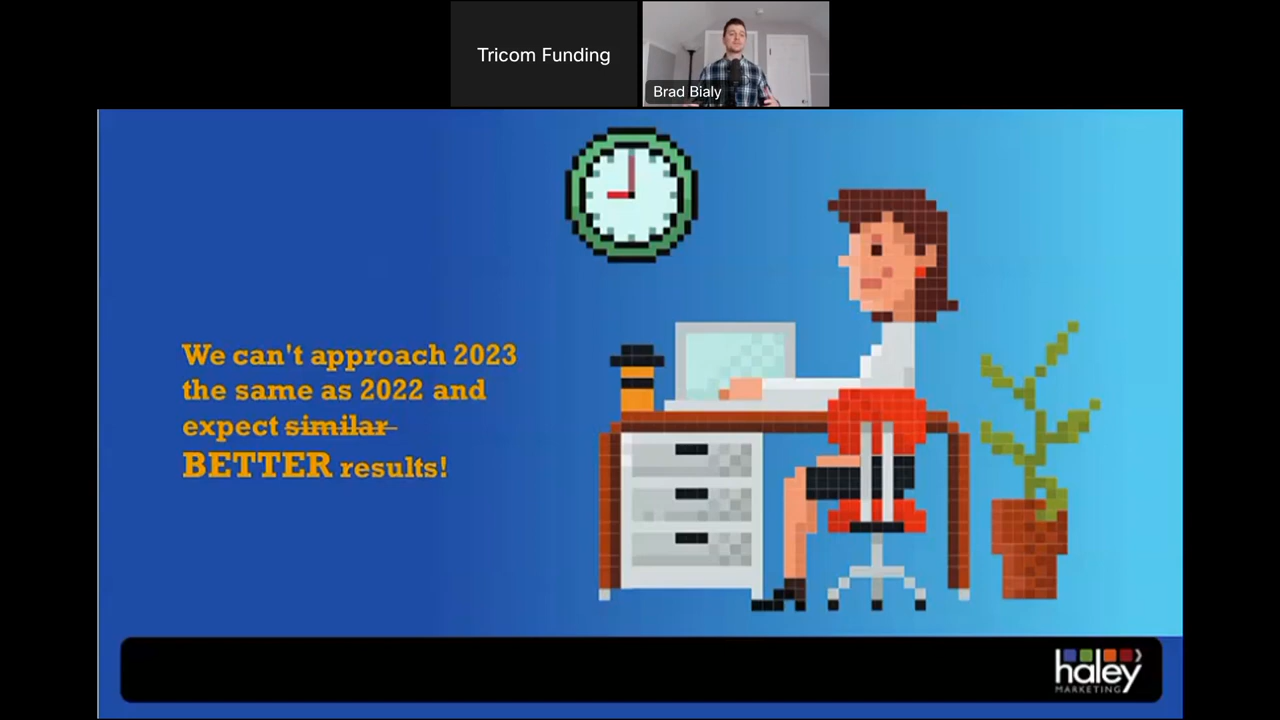 Tricom Funding
Brad Bialy
We can't approach 2023
the same as 2022 and
expect similar
BETTER results!
haley
MARKETING